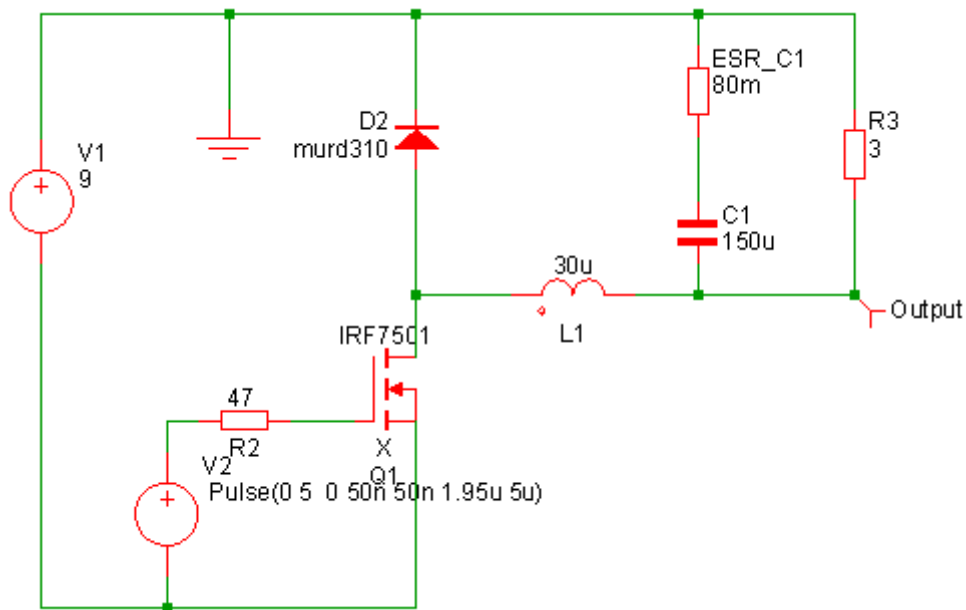 ESR_C1
80m
D2
murd310
R3
3
V1
9
C1
150u
30u
Output
L1
IRF7501
47
R2
X
Q1
V2
Pulse(0 5 0 50n 50n 1.95u 5u)